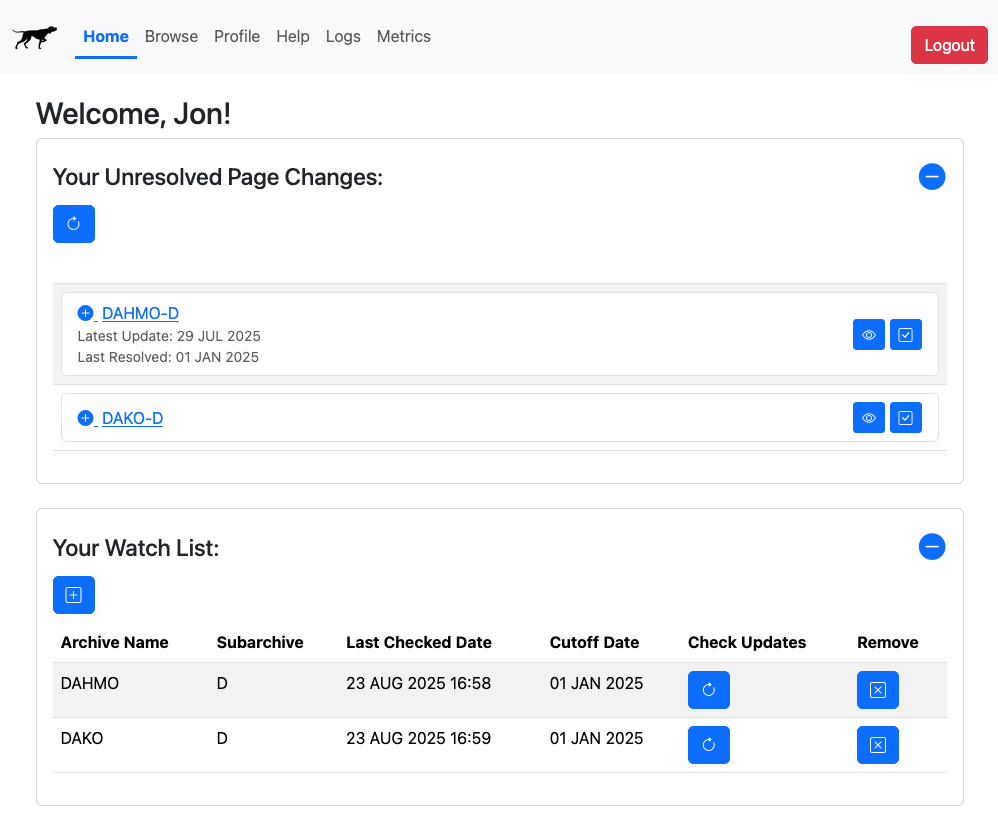 Home Browse Profile Help Logs Metrics
Logout
Welcome, Jon!
Your Unresolved Page Changes:
DAHMO-D
Latest Update: 29 JUL 2025
Last Resolved: 01 JAN 2025
DAKO-D
Your Watch List:
Archive Name Subarchive Last Checked Date Cutoff Date Check Updates Remove
DAHMO D 23 AUG 2025 16:58 01 JAN 2025
DAKO D 23 AUG 2025 16:59 01 JAN 2025